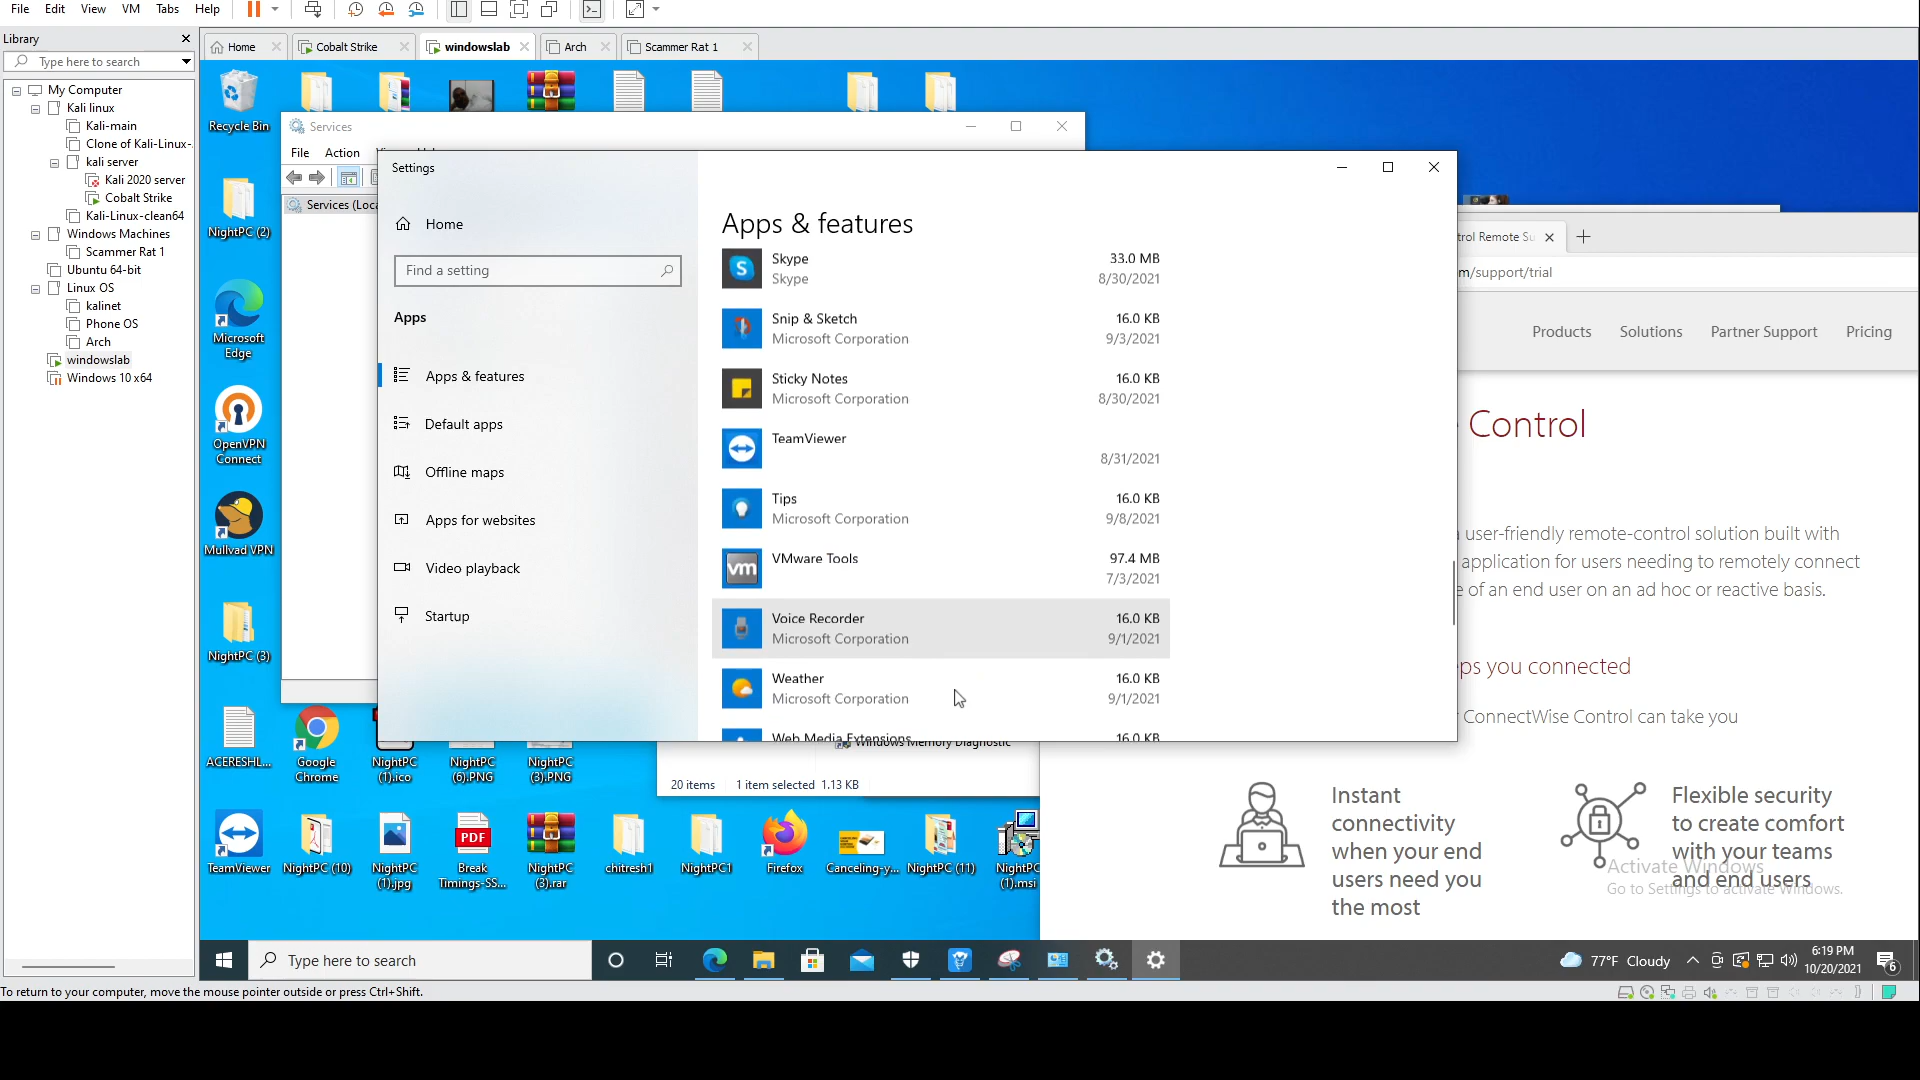 File Edit View VM Tabs Help
Library
Type here to search
My Computer
Kali linux
Kali-main
Clone of Kali-Linux-
kali server
Kali 2020 server
Cobalt Strike
Kali-Linux-clean64
Windows Machines
Scammer Rat 1
Ubuntu 64-bit
Linux OS
kalinet
Phone OS
Arch
windowslab
Windows 10 x64
Home
Cobalt Strike
windowslab
Arch
Scammer Rat 1
Recycle Bin
NightPC (2)
Microsoft
Edge
OpenVPN
Connect
Mullvad VPN
NightPC (3)
Services
File Action
Services (Loca
Settings
Home
Find a setting
Apps
Apps & features
Default apps
Offline maps
Apps for websites
Video playback
Startup
Apps & features
Skype 33.0 MB
Skype 8/30/2021
Snip & Sketch 16.0 KB
Microsoft Corporation 9/3/2021
Sticky Notes 16.0 KB
Microsoft Corporation 8/30/2021
TeamViewer
8/31/2021
Tips 16.0 KB
Microsoft Corporation 9/8/2021
VMware Tools 97.4 MB
vm
7/3/2021
Voice Recorder 16.0 KB
Microsoft Corporation 9/1/2021
Weather 16.0 KB
Microsoft Corporation 9/1/2021
Web Media Extensions 16.0 KB
Windows Memory Diagnostic
20 items 1 item selected 1.13 KB
trol Remote Su
m/support/trial
Products Solutions Partner Support Pricing
Control
a user-friendly remote-control solution built with
application for users needing to remotely connect
e of an end user on an ad hoc or reactive basis.
ps you connected
ConnectWise Control can take you
Instant
connectivity
when your end
users need you
the most
Flexible security
to create comfort
with your teams
and end users
Activate Windows
Go to Settings to activate Windows.
ACERESHL...
Google
Chrome
NightPC
(1).ico
NightPC
(6).PNG
NightPC
(3).PNG
TeamViewer
NightPC (10)
NightPC
(1).jpg
PDF
Break
Timings-SS...
NightPC
(3).rar
chitresh1
NightPC1
Firefox
Canceling-y...
NightPC (11)
NightPC
(1).msi
Type here to search
77°F Cloudy
6:19 PM
10/20/2021
6
To return to your computer, move the mouse pointer outside or press Ctrl+Shift.